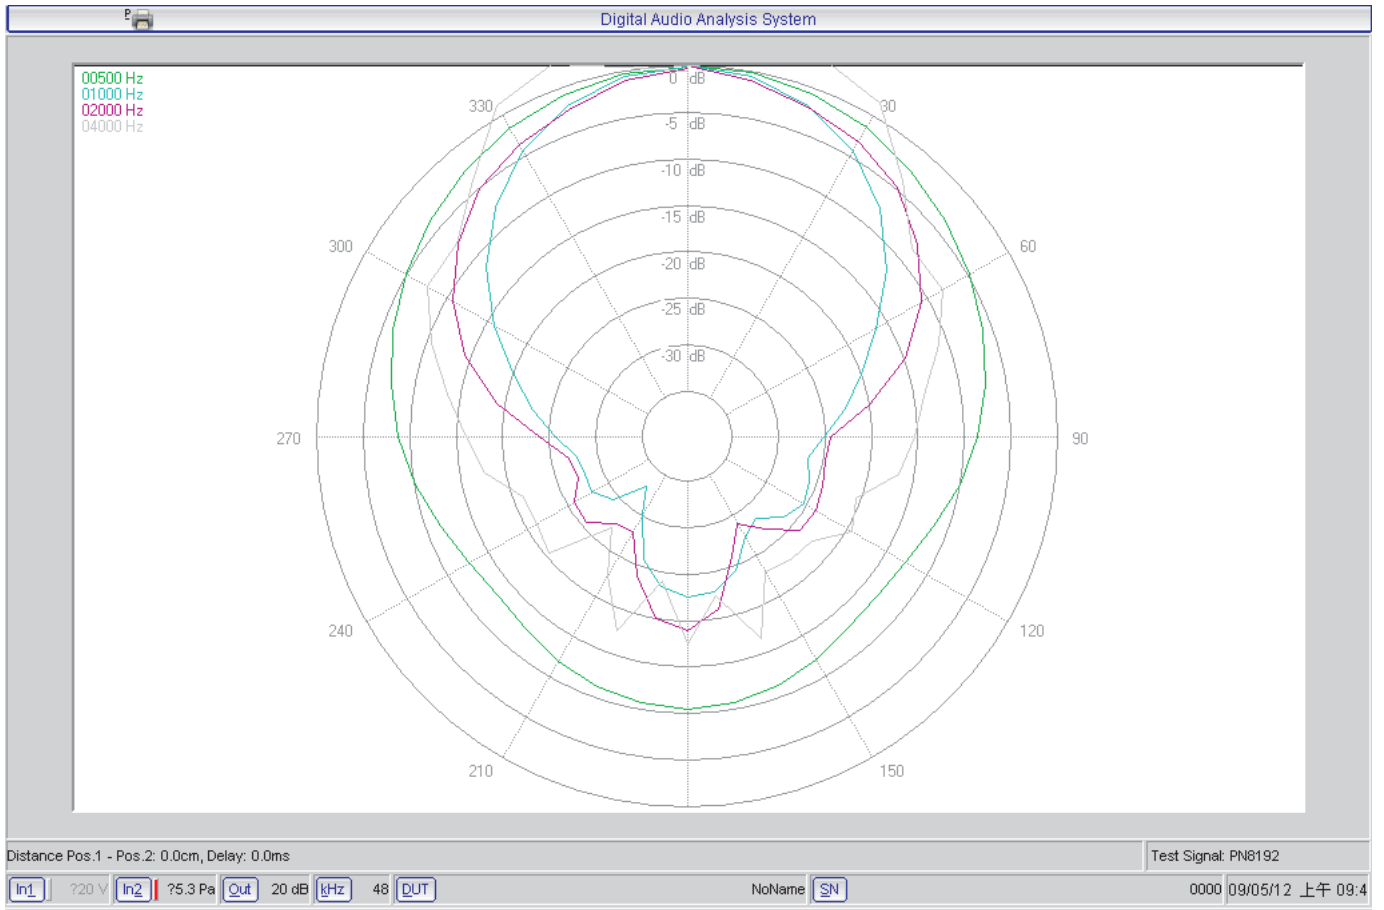 P
Digital Audio Analysis System
00500 Hz
01000 Hz
02000 Hz
04000 Hz
0 dB
-5 dB
-10 dB
-15 dB
-20 dB
-25 dB
-30 dB
330
30
300
60
270
90
240
120
210
150
Distance Pos.1 - Pos.2: 0.0cm, Delay: 0.0ms
Test Signal: PN8192
In1 ?20 V In2 ?5.3 Pa Out 20 dB kHz 48 DUT NoName SN 0000 09/05/12 上午 09:4